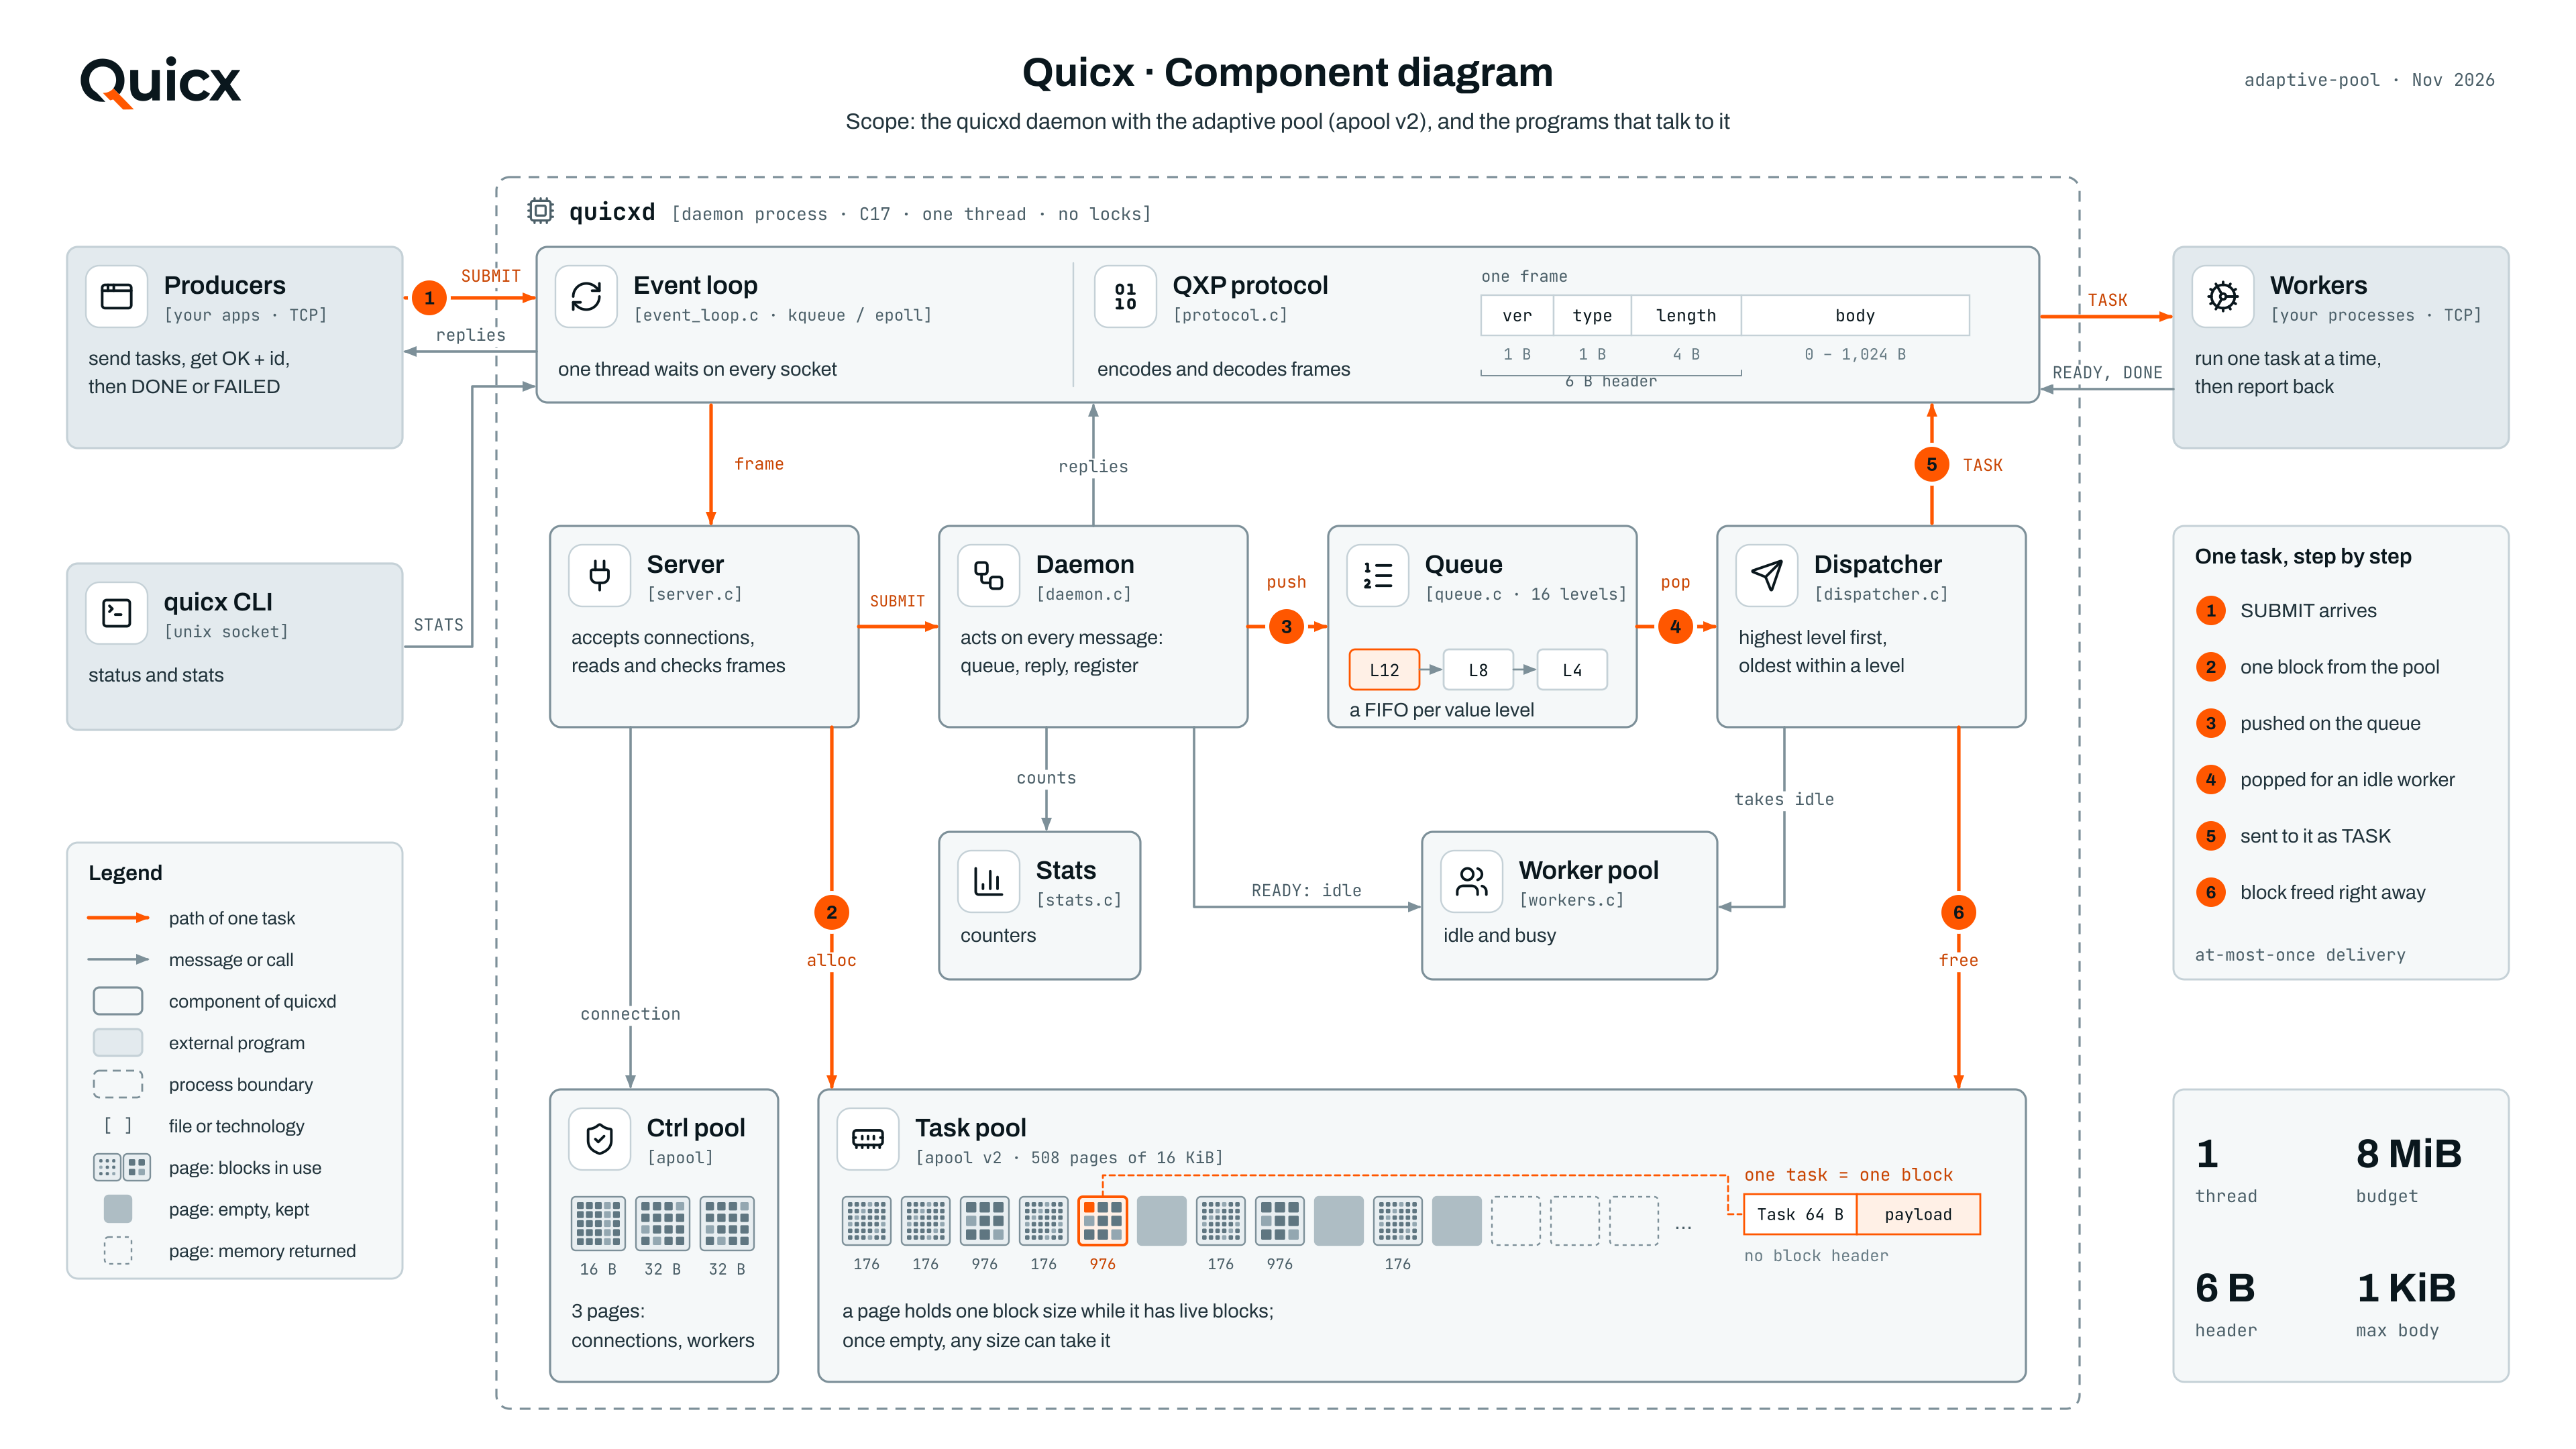 Quicx
Quicx · Component diagram
adaptive-pool · Nov 2026
Scope: the quicxd daemon with the adaptive pool (apool v2), and the programs that talk to it
quicxd [daemon process · C17 · one thread · no locks]
Producers
[your apps · TCP]
send tasks, get OK + id,
then DONE or FAILED
1
SUBMIT
replies
Event loop
[event_loop.c · kqueue / epoll]
one thread waits on every socket
01
10
QXP protocol
[protocol.c]
encodes and decodes frames
one frame
ver type length body
1 B 1 B 4 B 0 – 1,024 B
6 B header
TASK
READY, DONE
Workers
[your processes · TCP]
run one task at a time,
then report back
frame
replies
5 TASK
quicx CLI
[unix socket]
status and stats
STATS
Server
[server.c]
accepts connections,
reads and checks frames
SUBMIT
Daemon
[daemon.c]
acts on every message:
queue, reply, register
push
3
1
2
Queue
[queue.c · 16 levels]
L12 L8 L4
a FIFO per value level
pop
4
Dispatcher
[dispatcher.c]
highest level first,
oldest within a level
One task, step by step
1 SUBMIT arrives
2 one block from the pool
3 pushed on the queue
4 popped for an idle worker
5 sent to it as TASK
6 block freed right away
at-most-once delivery
counts
takes idle
Stats
[stats.c]
counters
READY: idle
Worker pool
[workers.c]
idle and busy
2
alloc
6
free
connection
Legend
path of one task
message or call
component of quicxd
external program
process boundary
[ ] file or technology
page: blocks in use
page: empty, kept
page: memory returned
Ctrl pool
[apool]
16 B 32 B 32 B
3 pages:
connections, workers
Task pool
[apool v2 · 508 pages of 16 KiB]
176 176 976 176 976 176 976 176
...
one task = one block
Task 64 B payload
no block header
a page holds one block size while it has live blocks;
once empty, any size can take it
1
thread
8 MiB
budget
6 B
header
1 KiB
max body